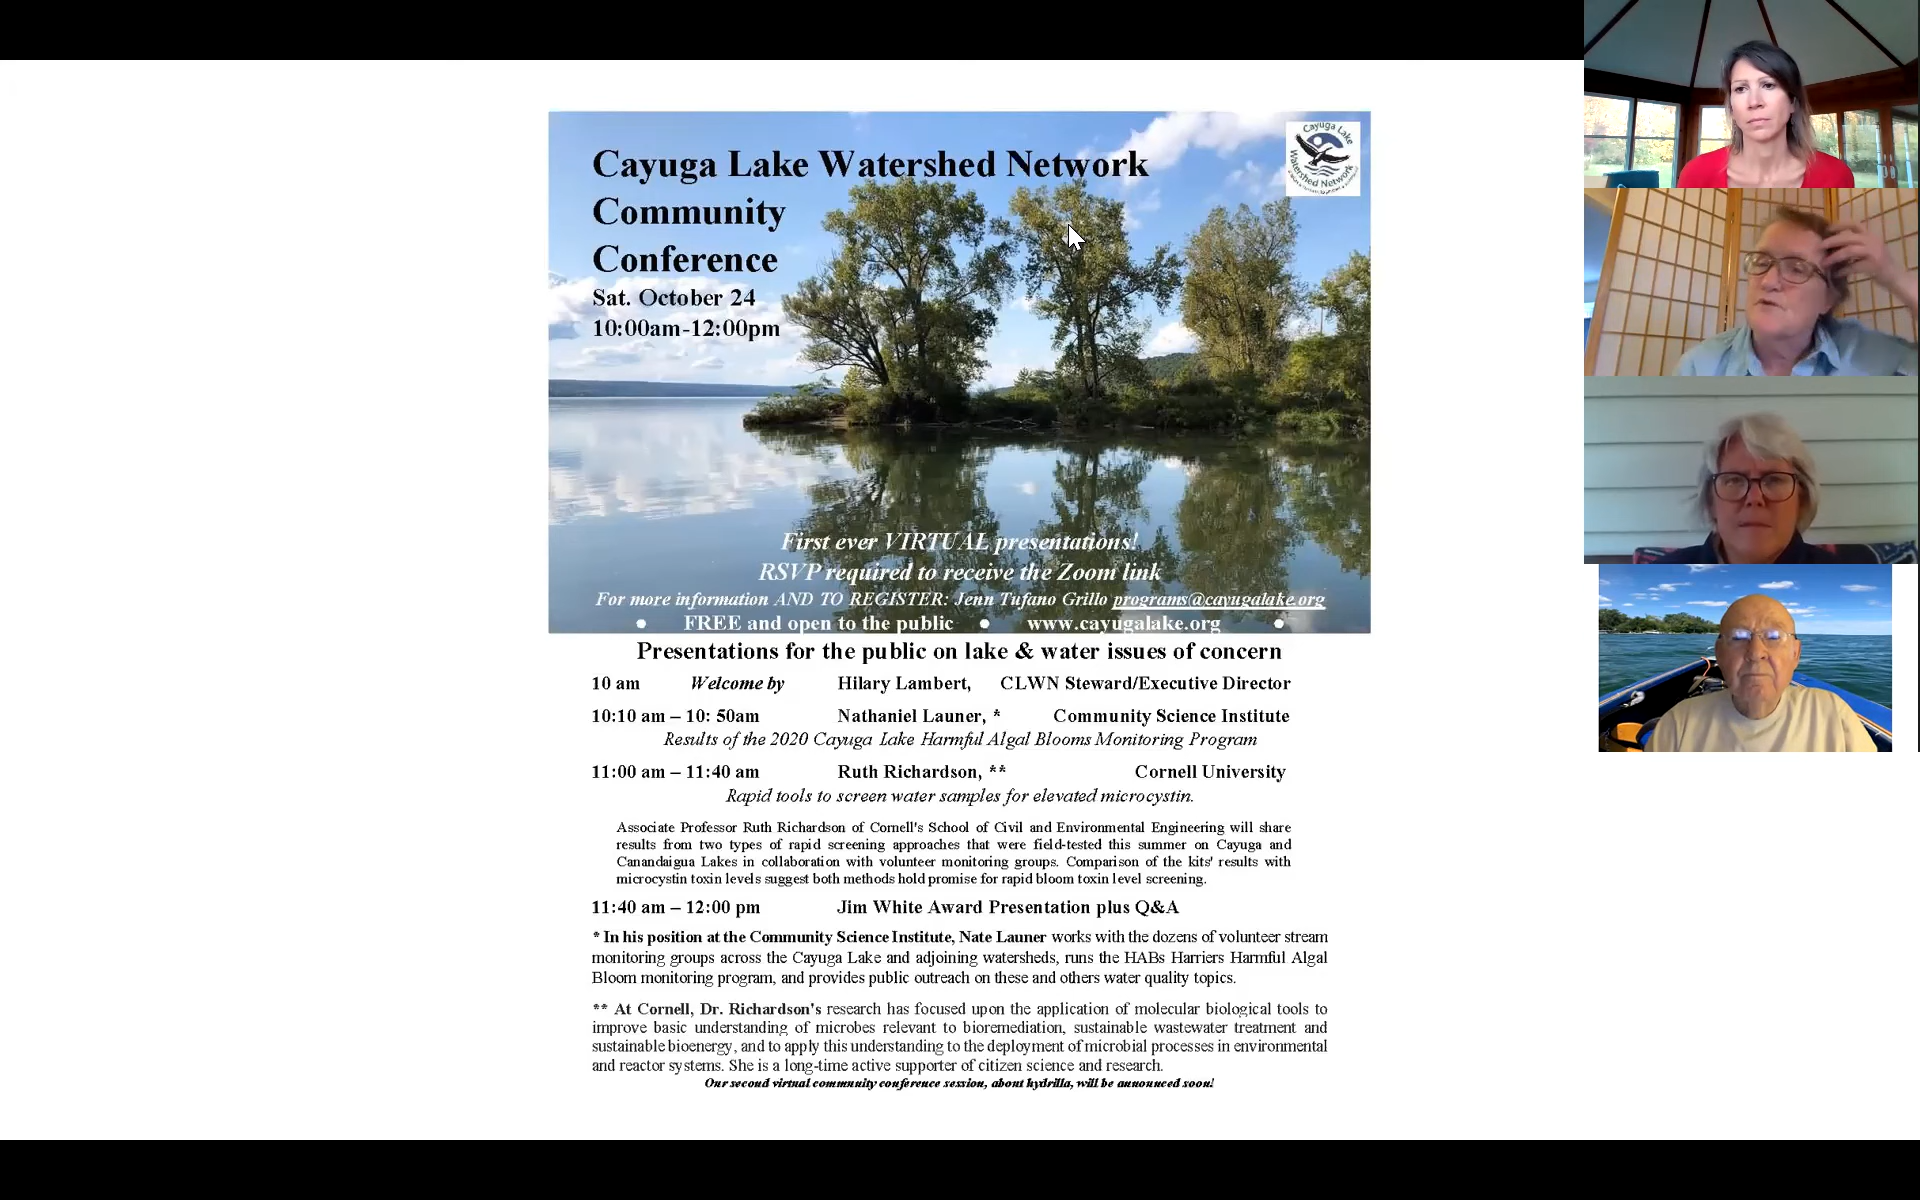 Cayuga Lake Watershed Network
Community
Conference
Sat. October 24
10:00am-12:00pm
Cayuga Lake
Watershed Network
First ever VIRTUAL presentations!
RSVP required to receive the Zoom link
For more information AND TO REGISTER: Jenn Tufano Grillo programs@cayugalake.org
● FREE and open to the public ● www.cayugalake.org ●
Presentations for the public on lake & water issues of concern
10 am Welcome by Hilary Lambert, CLWN Steward/Executive Director
10:10 am – 10: 50am Nathaniel Launer, * Community Science Institute
Results of the 2020 Cayuga Lake Harmful Algal Blooms Monitoring Program
11:00 am – 11:40 am Ruth Richardson, ** Cornell University
Rapid tools to screen water samples for elevated microcystin.
Associate Professor Ruth Richardson of Cornell's School of Civil and Environmental Engineering will share
results from two types of rapid screening approaches that were field-tested this summer on Cayuga and
Canandaigua Lakes in collaboration with volunteer monitoring groups. Comparison of the kits' results with
microcystin toxin levels suggest both methods hold promise for rapid bloom toxin level screening.
11:40 am – 12:00 pm Jim White Award Presentation plus Q&A
* In his position at the Community Science Institute, Nate Launer works with the dozens of volunteer stream
monitoring groups across the Cayuga Lake and adjoining watersheds, runs the HABs Harriers Harmful Algal
Bloom monitoring program, and provides public outreach on these and others water quality topics.
** At Cornell, Dr. Richardson's research has focused upon the application of molecular biological tools to
improve basic understanding of microbes relevant to bioremediation, sustainable wastewater treatment and
sustainable bioenergy, and to apply this understanding to the deployment of microbial processes in environmental
and reactor systems. She is a long-time active supporter of citizen science and research.
Our second virtual community conference session, about hydrilla, will be announced soon!